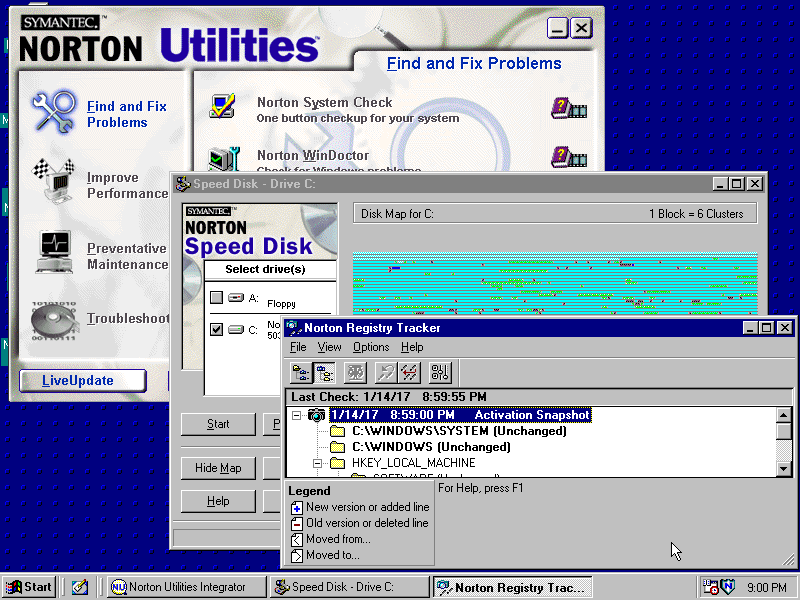 SYMANTEC.™
NORTON Utilities™
Find and Fix Problems
Find and Fix
Problems
Improve
Performance
Preventative
Maintenance
Troubleshoot
LiveUpdate
Norton System Check
One button checkup for your system
Norton WinDoctor
Check for Windows problems
Speed Disk - Drive C:
SYMANTEC.™
NORTON
Speed Disk
Select drive(s)
A: Floppy
C: No
503
Start
P
Hide Map
Help
Disk Map for C:
1 Block = 6 Clusters
Norton Registry Tracker
File View Options Help
Last Check: 1/14/17 8:59:55 PM
1/14/17 8:59:00 PM Activation Snapshot
C:\WINDOWS\SYSTEM (Unchanged)
C:\WINDOWS (Unchanged)
HKEY_LOCAL_MACHINE
SOFTWARE (Unchanged)
Legend
New version or added line
Old version or deleted line
Moved from...
Moved to...
For Help, press F1
Start
Norton Utilities Integrator
Speed Disk - Drive C:
Norton Registry Trac...
9:00 PM